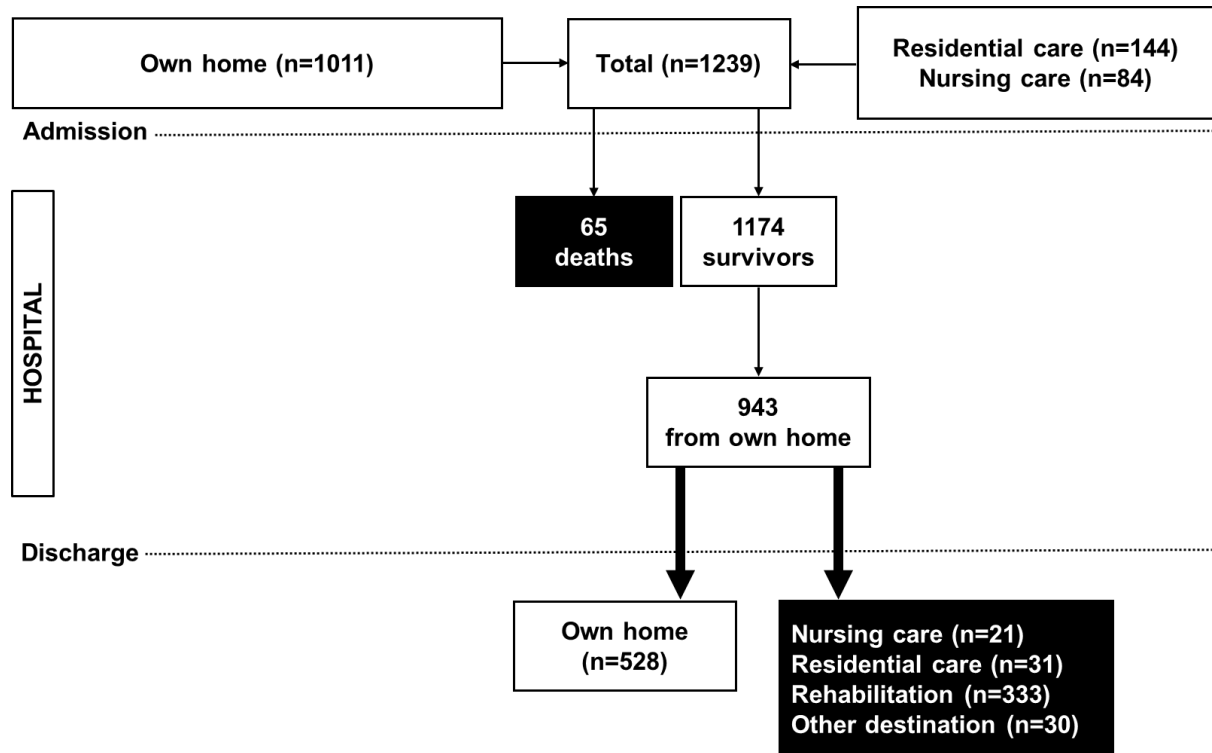 Own home (n=1011)
Total (n=1239)
Residential care (n=144)
Nursing care (n=84)
Admission
HOSPITAL
65
deaths
1174
survivors
943
from own home
Discharge
Own home
(n=528)
Nursing care (n=21)
Residential care (n=31)
Rehabilitation (n=333)
Other destination (n=30)